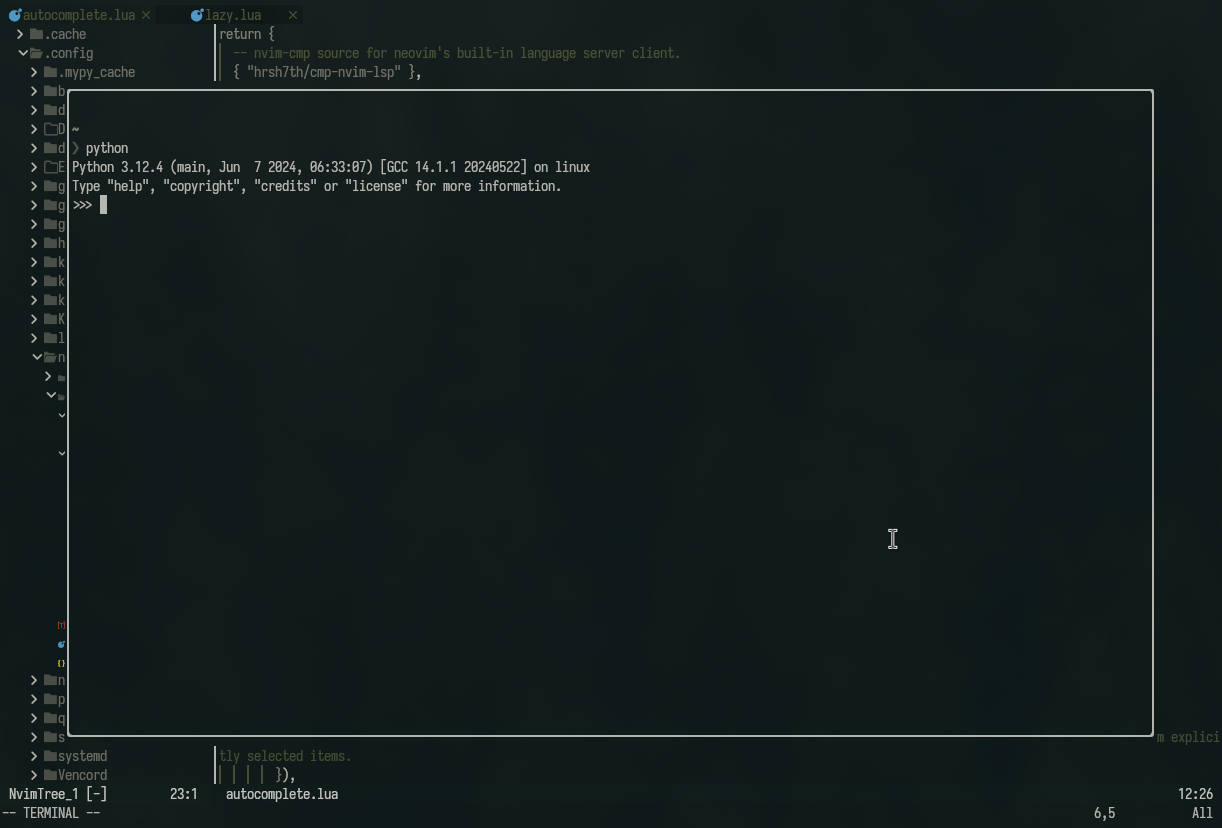 autocomplete.lua
lazy.lua
.cache
return {
.config
-- nvim-cmp source for neovim's built-in language server client.
.mypy_cache
{ "hrsh7th/cmp-nvim-lsp" },
b
d
D
~
d
❯ python
E
Python 3.12.4 (main, Jun  7 2024, 06:33:07) [GCC 14.1.1 20240522] on linux
g
Type "help", "copyright", "credits" or "license" for more information.
g
>>>
g
h
k
k
k
K
l
n
n
p
q
s
m explici
systemd
tly selected items.
Vencord
}),
NvimTree_1 [-] 23:1 autocomplete.lua 12:26
-- TERMINAL -- 6,5 All